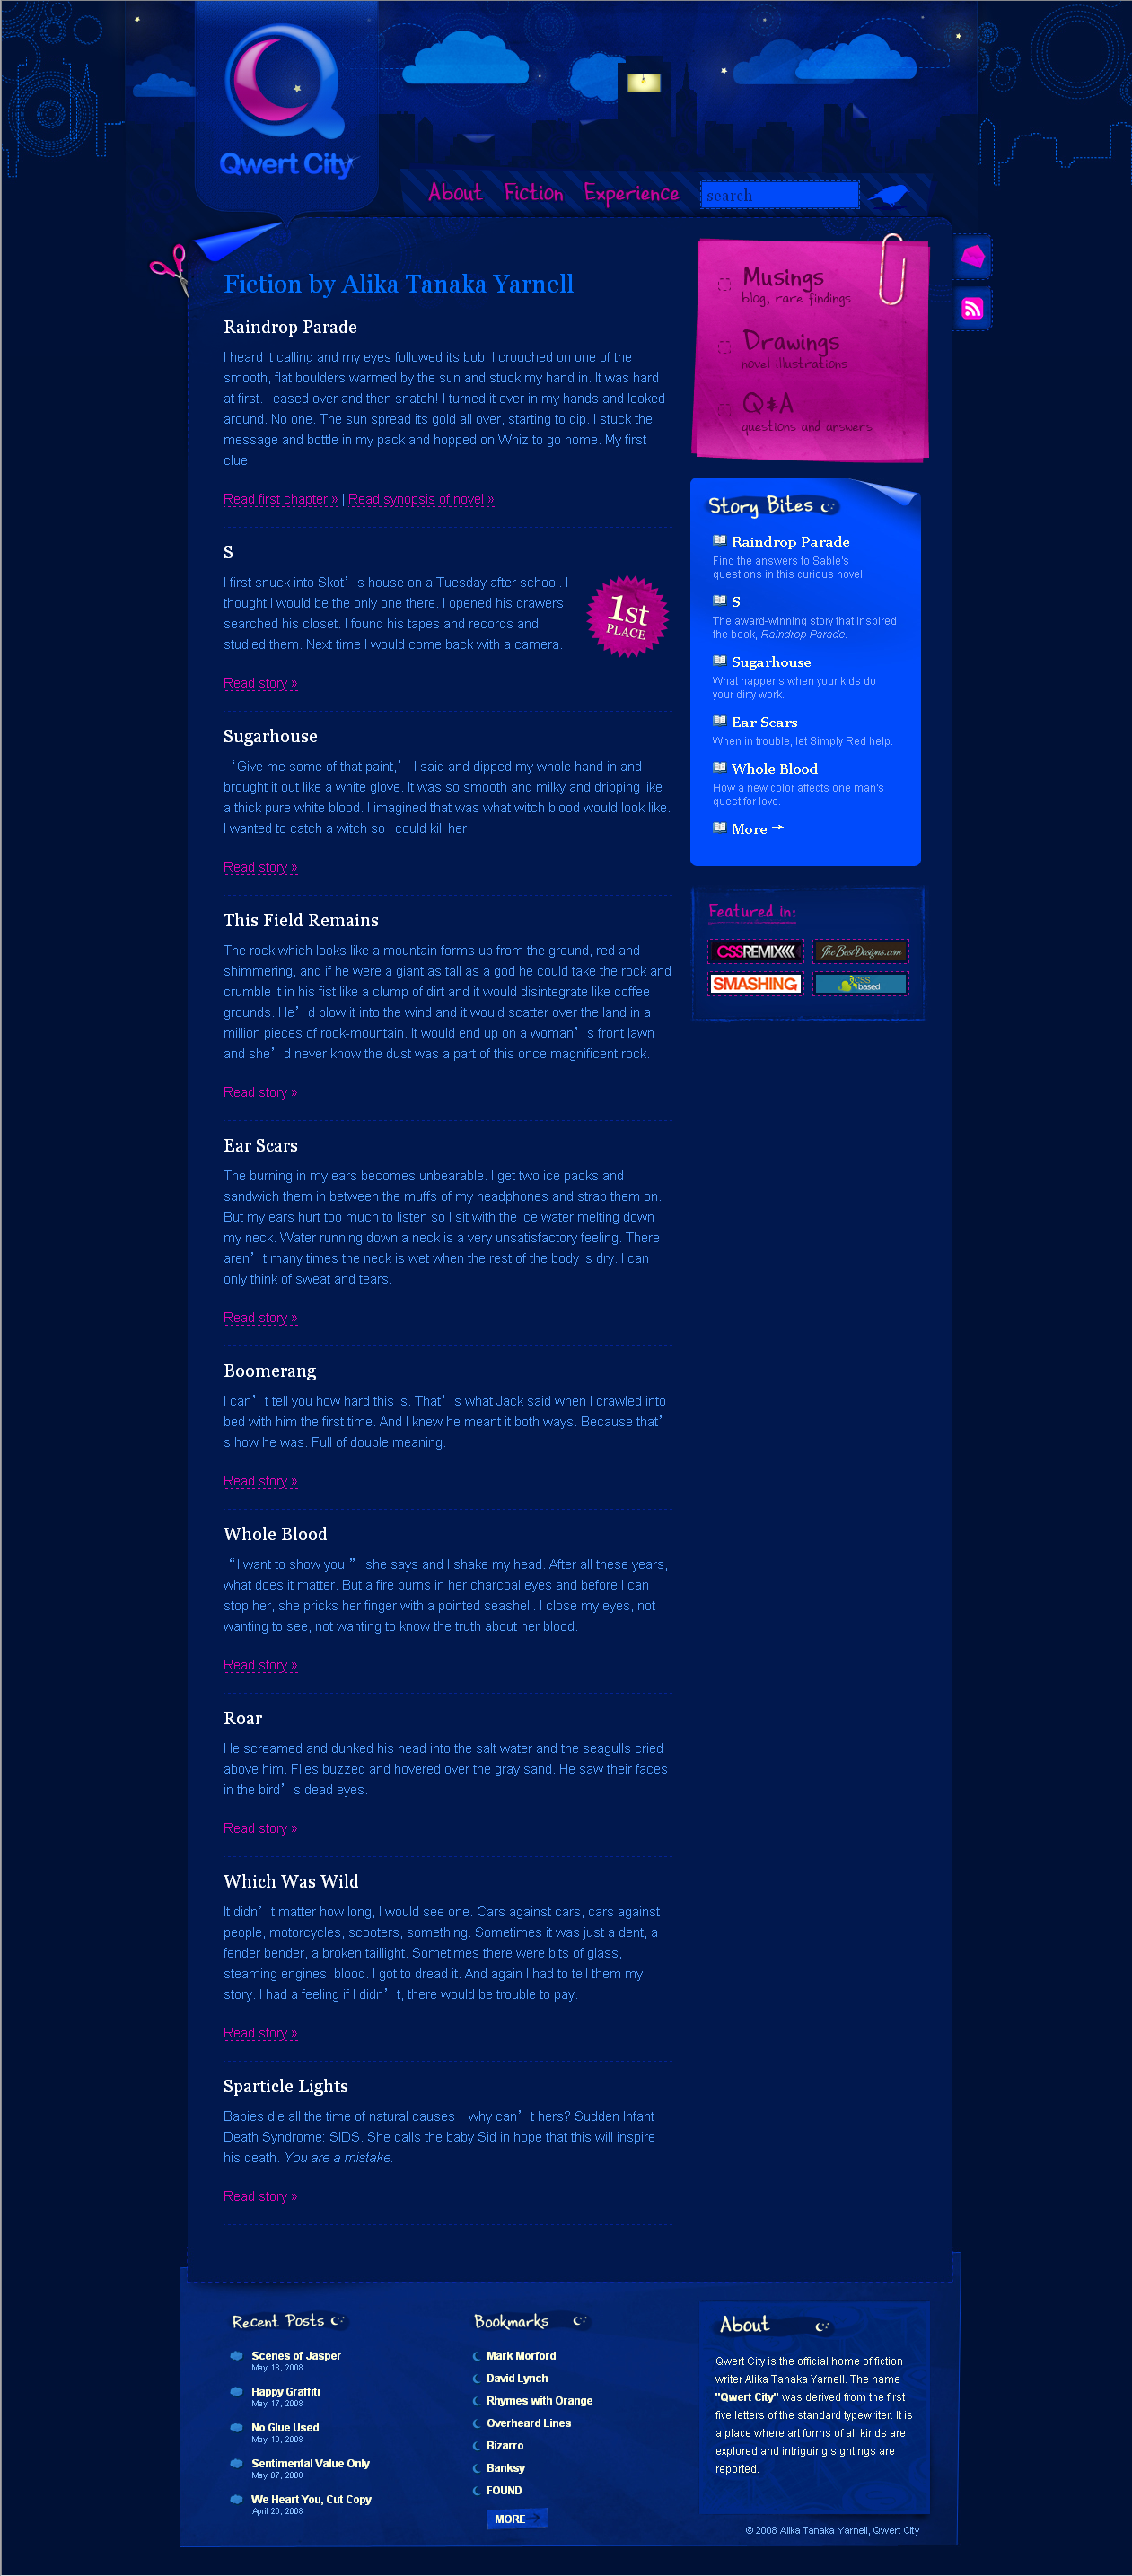 Qwert City
About Fiction Experience search
Fiction by Alika Tanaka Yarnell
Raindrop Parade
I heard it calling and my eyes followed its bob. I crouched on one of the
smooth, flat boulders warmed by the sun and stuck my hand in. It was hard
at first. I eased over and then snatch! I turned it over in my hands and looked
around. No one. The sun spread its gold all over, starting to dip. I stuck the
message and bottle in my pack and hopped on Whiz to go home. My first
clue.
Read first chapter » | Read synopsis of novel »
S
I first snuck into Skot’s house on a Tuesday after school. I
thought I would be the only one there. I opened his drawers,
searched his closet. I found his tapes and records and
studied them. Next time I would come back with a camera.
1st
PLACE
Read story »
Sugarhouse
‘Give me some of that paint,’ I said and dipped my whole hand in and
brought it out like a white glove. It was so smooth and milky and dripping like
a thick pure white blood. I imagined that was what witch blood would look like.
I wanted to catch a witch so I could kill her.
Read story »
This Field Remains
The rock which looks like a mountain forms up from the ground, red and
shimmering, and if he were a giant as tall as a god he could take the rock and
crumble it in his fist like a clump of dirt and it would disintegrate like coffee
grounds. He’d blow it into the wind and it would scatter over the land in a
million pieces of rock-mountain. It would end up on a woman’s front lawn
and she’d never know the dust was a part of this once magnificent rock.
Read story »
Ear Scars
The burning in my ears becomes unbearable. I get two ice packs and
sandwich them in between the muffs of my headphones and strap them on.
But my ears hurt too much to listen so I sit with the ice water melting down
my neck. Water running down a neck is a very unsatisfactory feeling. There
aren’t many times the neck is wet when the rest of the body is dry. I can
only think of sweat and tears.
Read story »
Boomerang
I can’t tell you how hard this is. That’s what Jack said when I crawled into
bed with him the first time. And I knew he meant it both ways. Because that’
s how he was. Full of double meaning.
Read story »
Whole Blood
“I want to show you,” she says and I shake my head. After all these years,
what does it matter. But a fire burns in her charcoal eyes and before I can
stop her, she pricks her finger with a pointed seashell. I close my eyes, not
wanting to see, not wanting to know the truth about her blood.
Read story »
Roar
He screamed and dunked his head into the salt water and the seagulls cried
above him. Flies buzzed and hovered over the gray sand. He saw their faces
in the bird’s dead eyes.
Read story »
Which Was Wild
It didn’t matter how long, I would see one. Cars against cars, cars against
people, motorcycles, scooters, something. Sometimes it was just a dent, a
fender bender, a broken taillight. Sometimes there were bits of glass,
steaming engines, blood. I got to dread it. And again I had to tell them my
story. I had a feeling if I didn’t, there would be trouble to pay.
Read story »
Sparticle Lights
Babies die all the time of natural causes—why can’t hers? Sudden Infant
Death Syndrome: SIDS. She calls the baby Sid in hope that this will inspire
his death. You are a mistake.
Read story »
Musings
blog, rare findings
Drawings
novel illustrations
Q&A
questions and answers
Story Bites
Raindrop Parade
Find the answers to Sable's
questions in this curious novel.
S
The award-winning story that inspired
the book, Raindrop Parade.
Sugarhouse
What happens when your kids do
your dirty work.
Ear Scars
When in trouble, let Simply Red help.
Whole Blood
How a new color affects one man's
quest for love.
More →
Featured in:
CSSREMIX
TheBestDesigns.com
SMASHING
css based
Recent Posts
Scenes of Jasper
May 18, 2008
Happy Graffiti
May 17, 2008
No Glue Used
May 10, 2008
Sentimental Value Only
May 07, 2008
We Heart You, Cut Copy
April 26, 2008
Bookmarks
Mark Morford
David Lynch
Rhymes with Orange
Overheard Lines
Bizarro
Banksy
FOUND
MORE
About
Qwert City is the official home of fiction
writer Alika Tanaka Yarnell. The name
"Qwert City" was derived from the first
five letters of the standard typewriter. It is
a place where art forms of all kinds are
explored and intriguing sightings are
reported.
© 2008 Alika Tanaka Yarnell, Qwert City